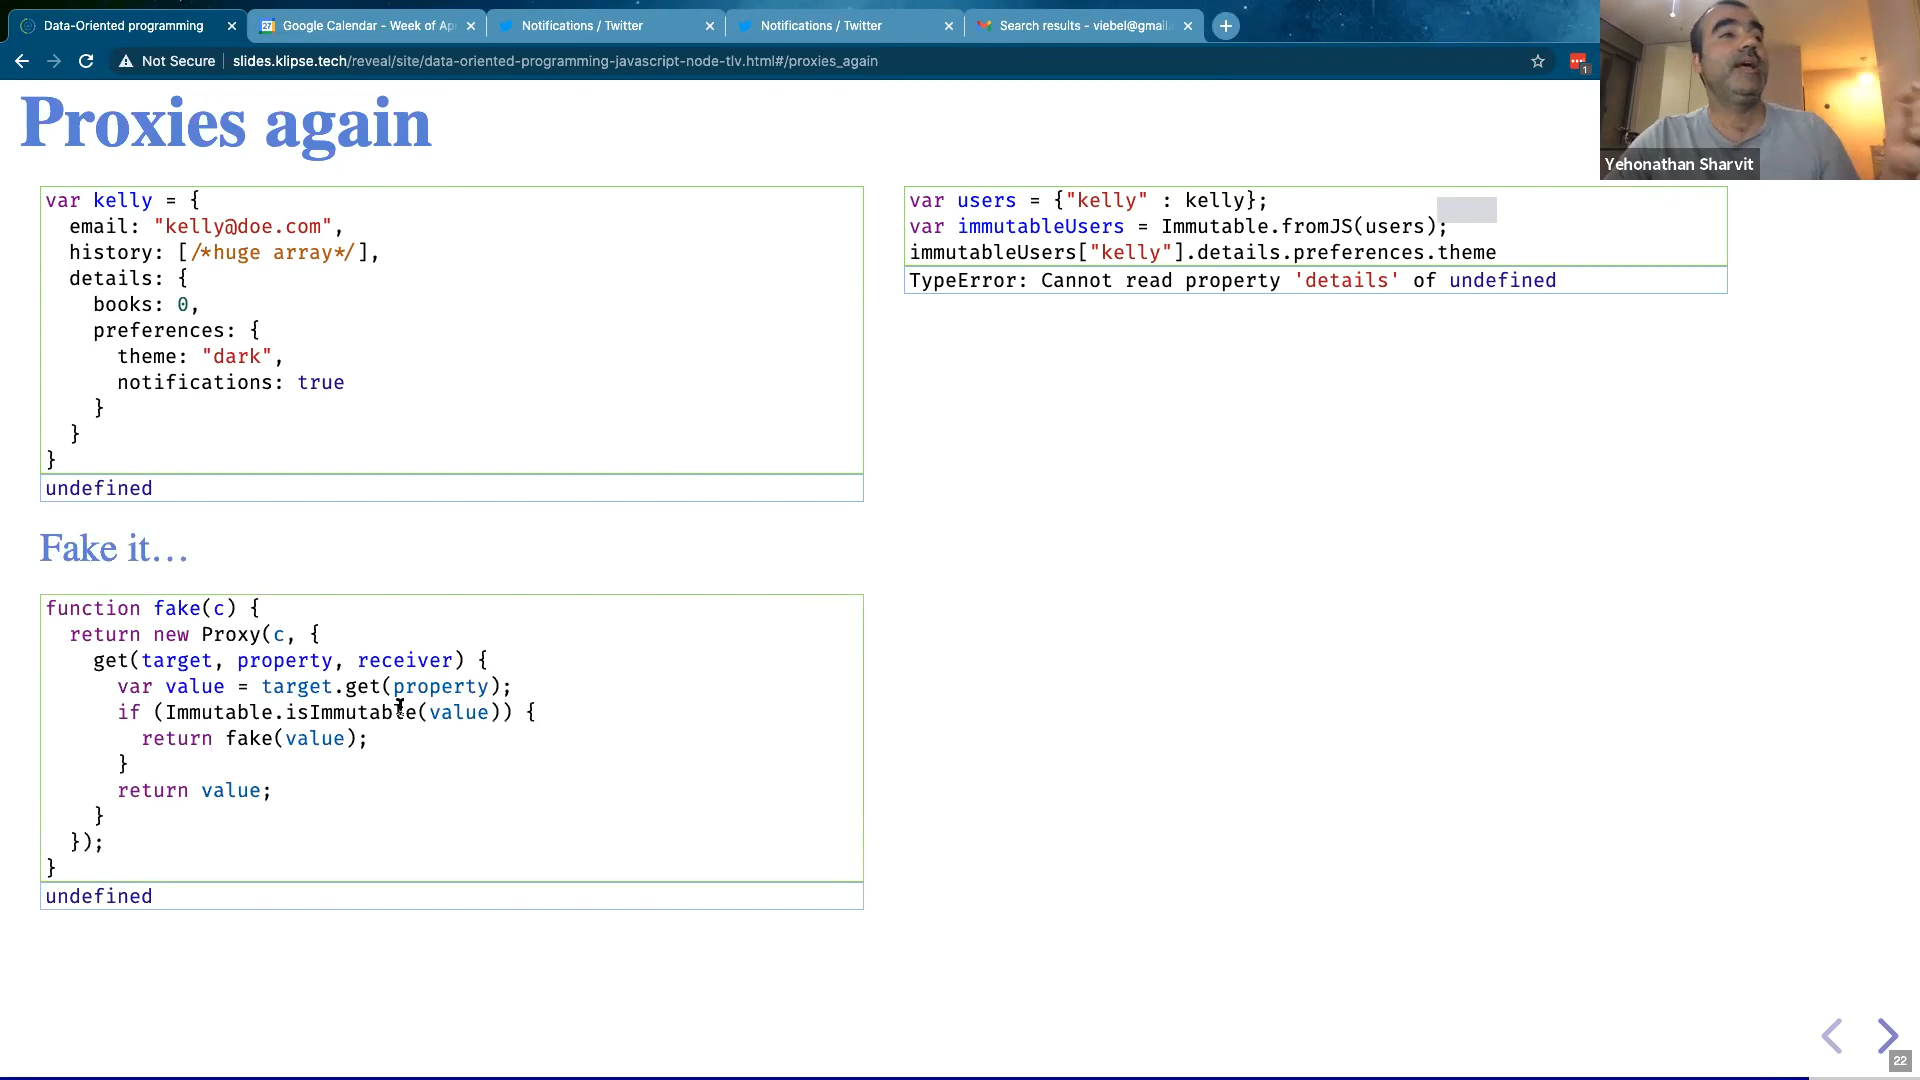 Data-Oriented programming
Google Calendar - Week of Ap
Notifications / Twitter
Notifications / Twitter
Search results - viebel@gmail.
Not Secure
slides.klipse.tech/reveal/site/data-oriented-programming-javascript-node-tlv.html#/proxies_again
Yehonathan Sharvit
Proxies again
var kelly = {
  email: "kelly@doe.com",
  history: [/*huge array*/],
  details: {
    books: 0,
    preferences: {
      theme: "dark",
      notifications: true
    }
  }
}
undefined
Fake it…
function fake(c) {
  return new Proxy(c, {
    get(target, property, receiver) {
      var value = target.get(property);
      if (Immutable.isImmutable(value)) {
        return fake(value);
      }
      return value;
    }
  });
}
undefined
var users = {"kelly" : kelly};
var immutableUsers = Immutable.fromJS(users);
immutableUsers["kelly"].details.preferences.theme
TypeError: Cannot read property 'details' of undefined
22